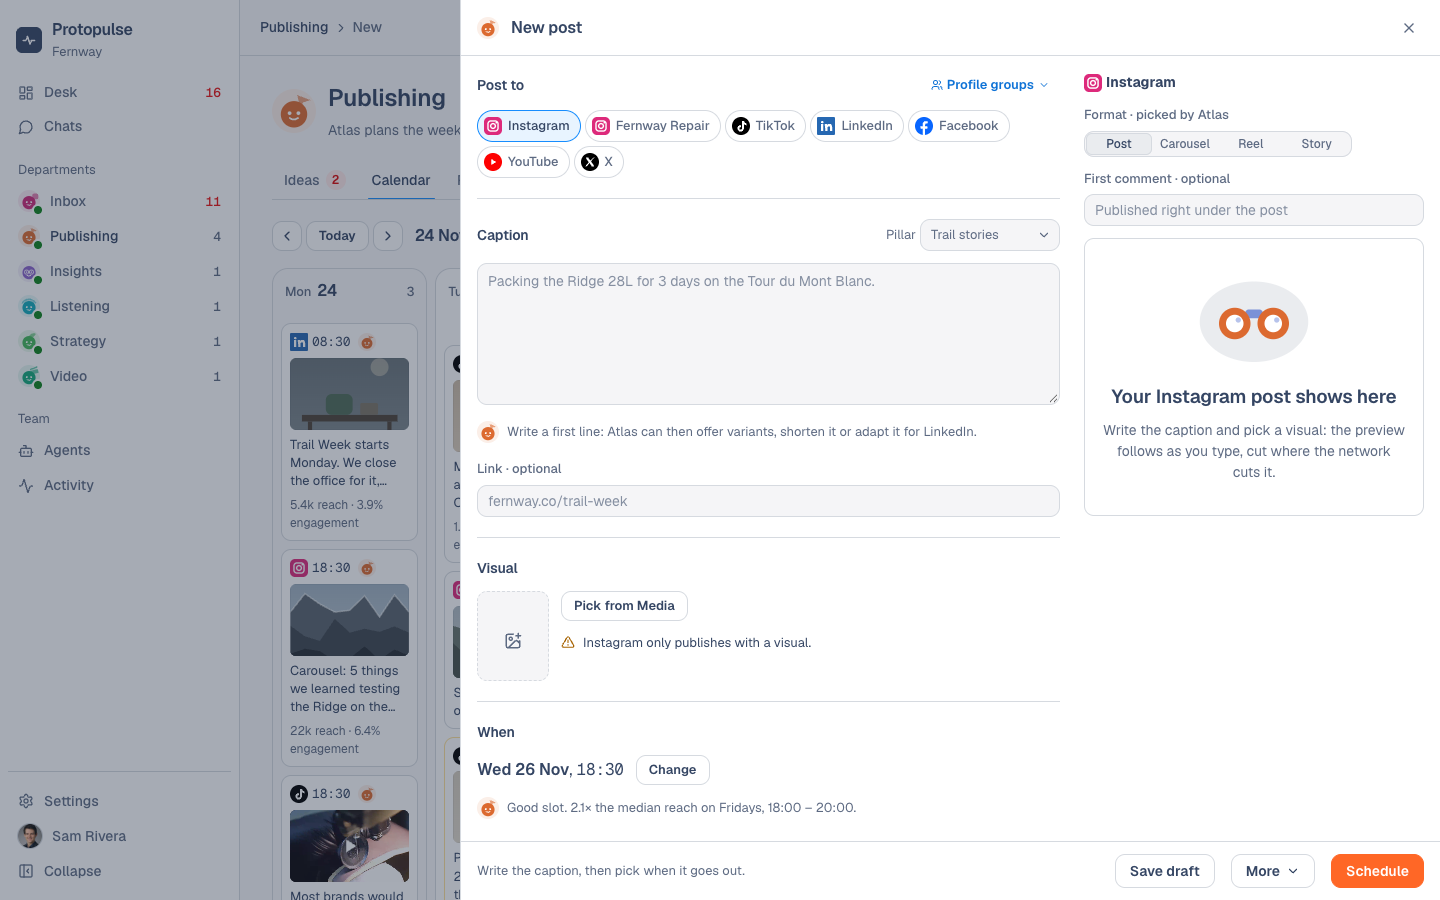 Protopulse
Fernway
Desk 16
Chats
Departments
Inbox 11
Publishing 4
Insights 1
Listening 1
Strategy 1
Video 1
Team
Agents
Activity
Settings
Sam Rivera
Collapse
Publishing > New
Publishing
Atlas plans the week
Ideas 2 Calendar
Today 24 No
Mon 24 3
08:30
Trail Week starts
Monday. We close
the office for it,…
5.4k reach · 3.9%
engagement
18:30
Carousel: 5 things
we learned testing
the Ridge on the…
22k reach · 6.4%
engagement
18:30
Most brands would
New post
Post to
Profile groups
Instagram
Fernway Repair
TikTok
LinkedIn
Facebook
YouTube
X
Caption
Pillar Trail stories
Packing the Ridge 28L for 3 days on the Tour du Mont Blanc.
Write a first line: Atlas can then offer variants, shorten it or adapt it for LinkedIn.
Link · optional
fernway.co/trail-week
Visual
Pick from Media
Instagram only publishes with a visual.
When
Wed 26 Nov, 18:30 Change
Good slot. 2.1× the median reach on Fridays, 18:00 – 20:00.
Instagram
Format · picked by Atlas
Post Carousel Reel Story
First comment · optional
Published right under the post
Your Instagram post shows here
Write the caption and pick a visual: the preview
follows as you type, cut where the network
cuts it.
Write the caption, then pick when it goes out.
Save draft
More
Schedule